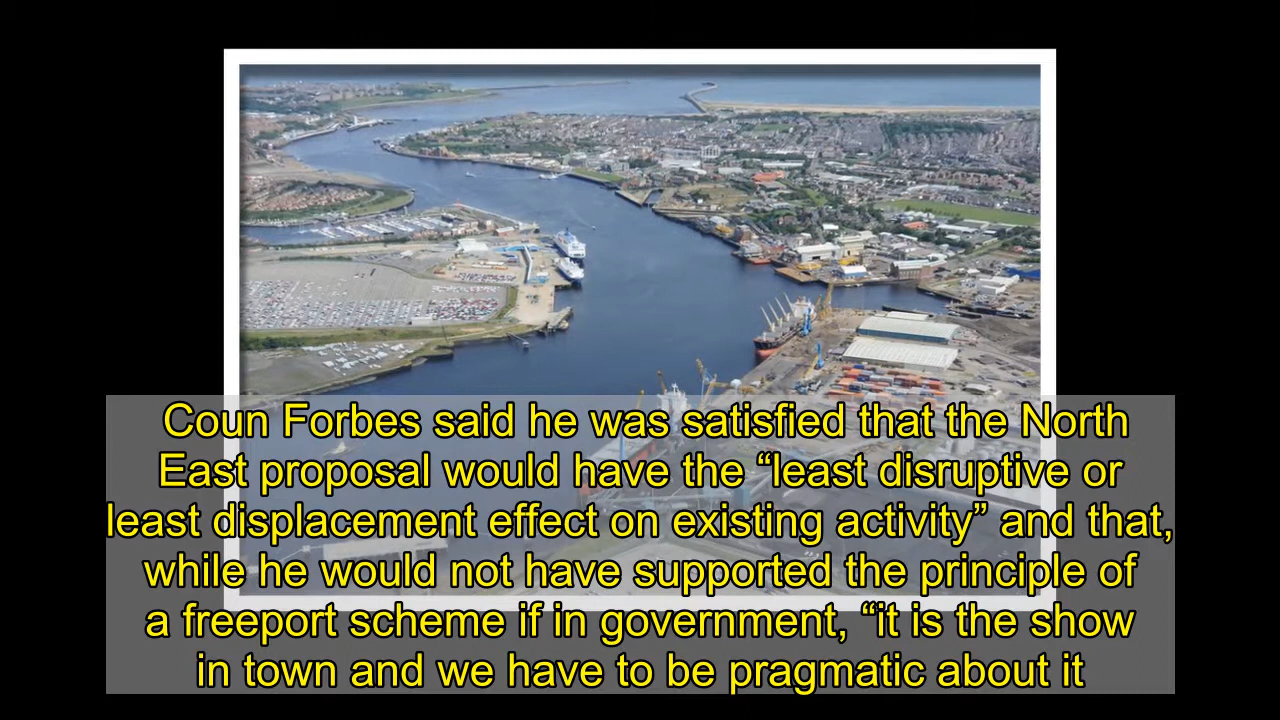 Coun Forbes said he was satisfied that the North
East proposal would have the “least disruptive or
least displacement effect on existing activity” and that,
while he would not have supported the principle of
a freeport scheme if in government, “it is the show
in town and we have to be pragmatic about it